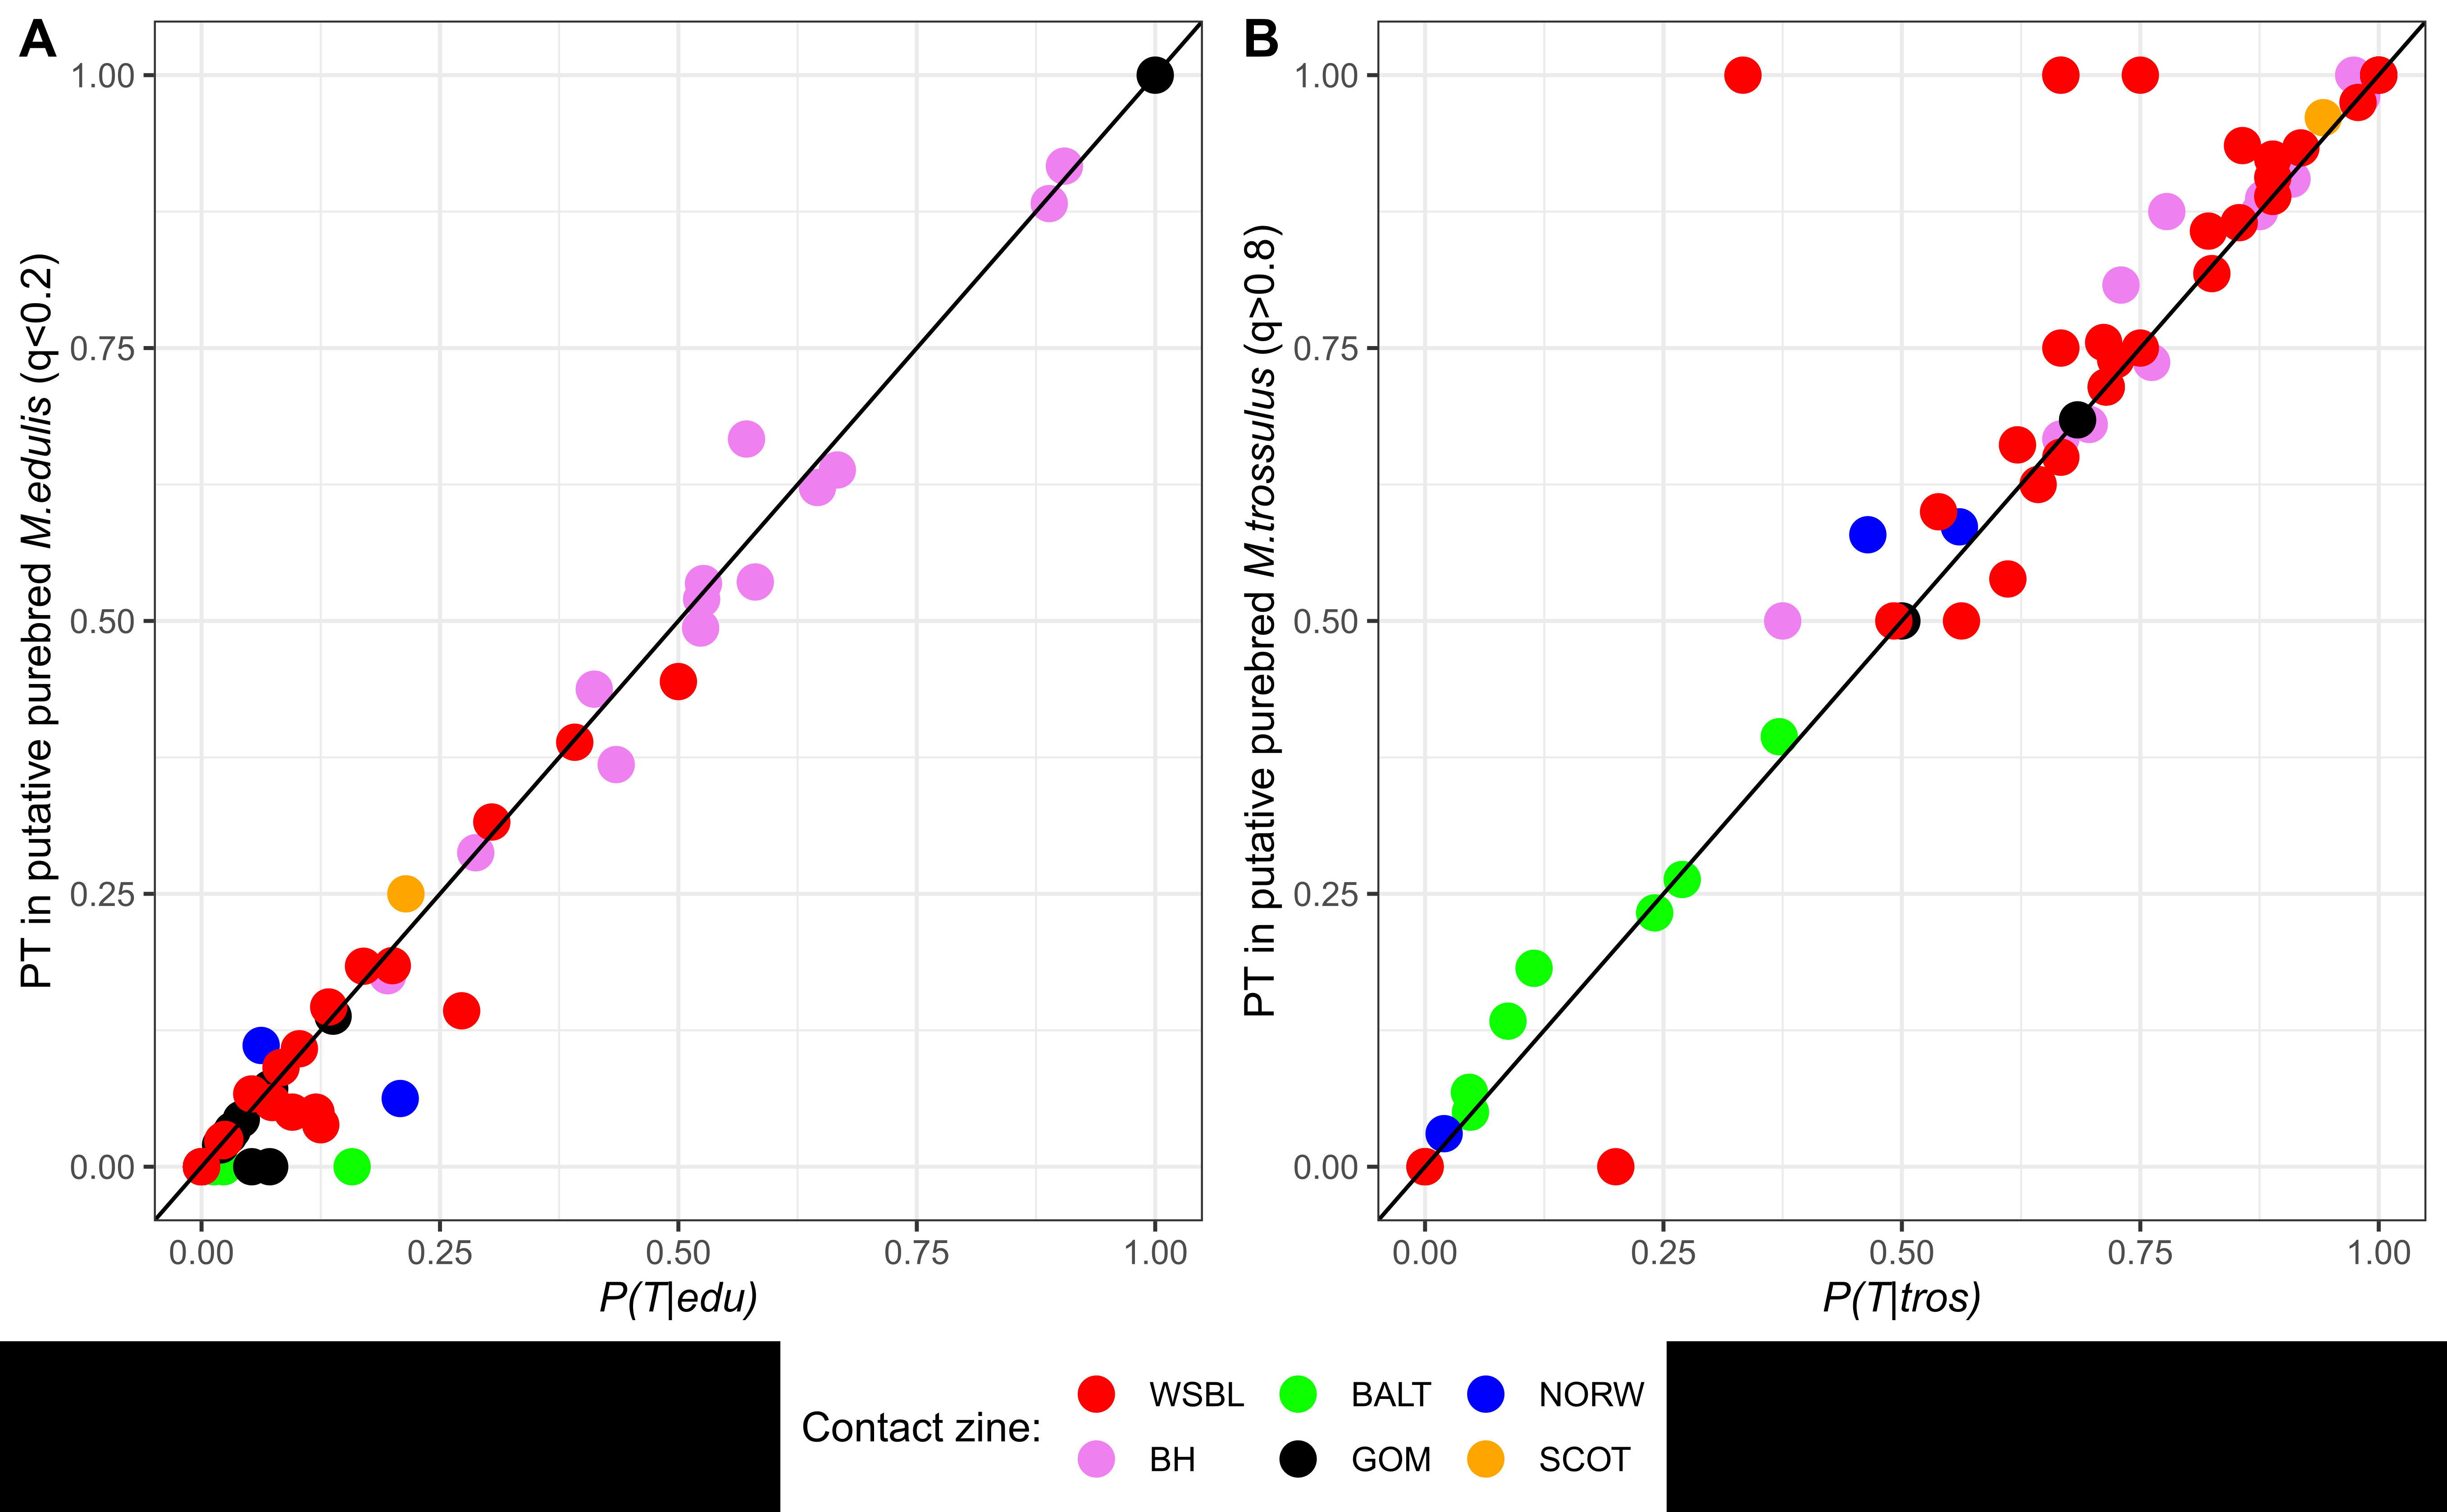 A
B
PT in putative purebred M.edulis (q<0.2)
1.00
0.75
0.50
0.25
0.00
0.00 0.25 0.50 0.75 1.00
P(T|edu)
PT in putative purebred M.trossulus (q>0.8)
1.00
0.75
0.50
0.25
0.00
0.00 0.25 0.50 0.75 1.00
P(T|tros)
Contact zine:
WSBL BALT NORW
BH GOM SCOT